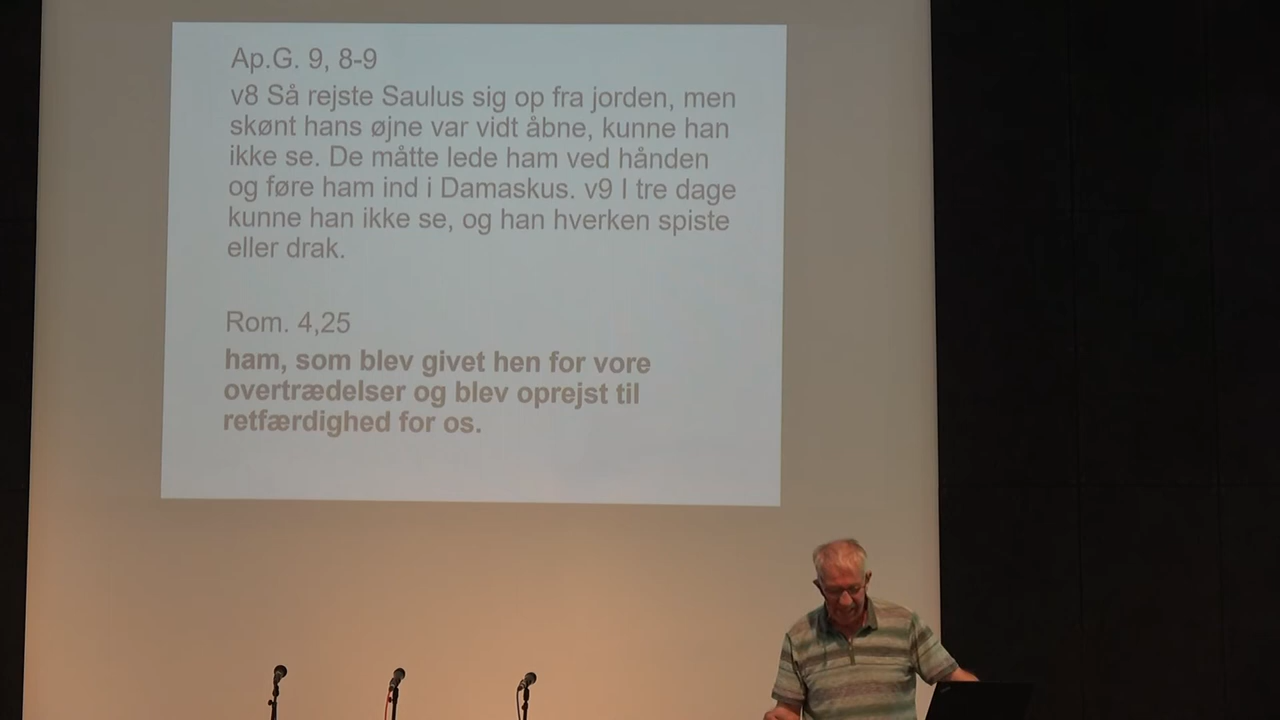 Ap.G. 9, 8-9
v8 Så rejste Saulus sig op fra jorden, men
skønt hans øjne var vidt åbne, kunne han
ikke se. De måtte lede ham ved hånden
og føre ham ind i Damaskus. v9 I tre dage
kunne han ikke se, og han hverken spiste
eller drak.
Rom. 4,25
ham, som blev givet hen for vore
overtrædelser og blev oprejst til
retfærdighed for os.